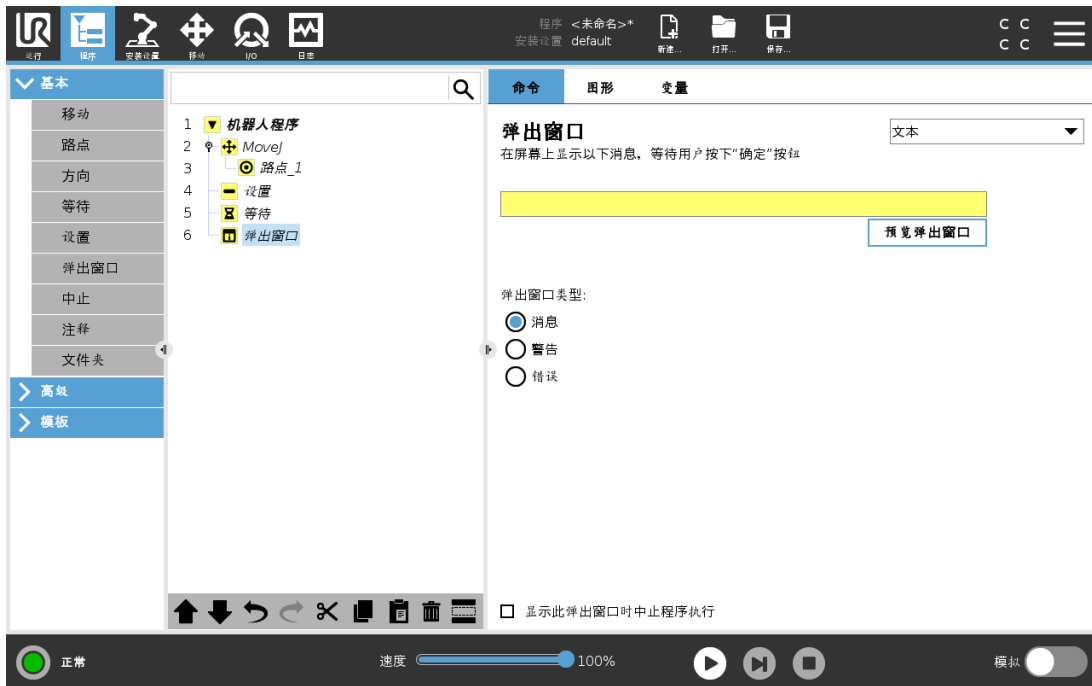 程序 <未命名>*
安装设置 default
C C
C C
运行 程序 安装设置 移动 I/O 日志 新建... 打开... 保存...
基本
移动
路点
方向
等待
设置
弹出窗口
中止
注释
文件夹
高级
模板
1 机器人程序
2 MoveJ
3 路点_1
4 设置
5 等待
6 弹出窗口
命令 图形 变量
弹出窗口
文本
在屏幕上显示以下消息，等待用户按下“确定”按钮
预览弹出窗口
弹出窗口类型:
消息
警告
错误
显示此弹出窗口时中止程序执行
正常 速度 100% 模拟